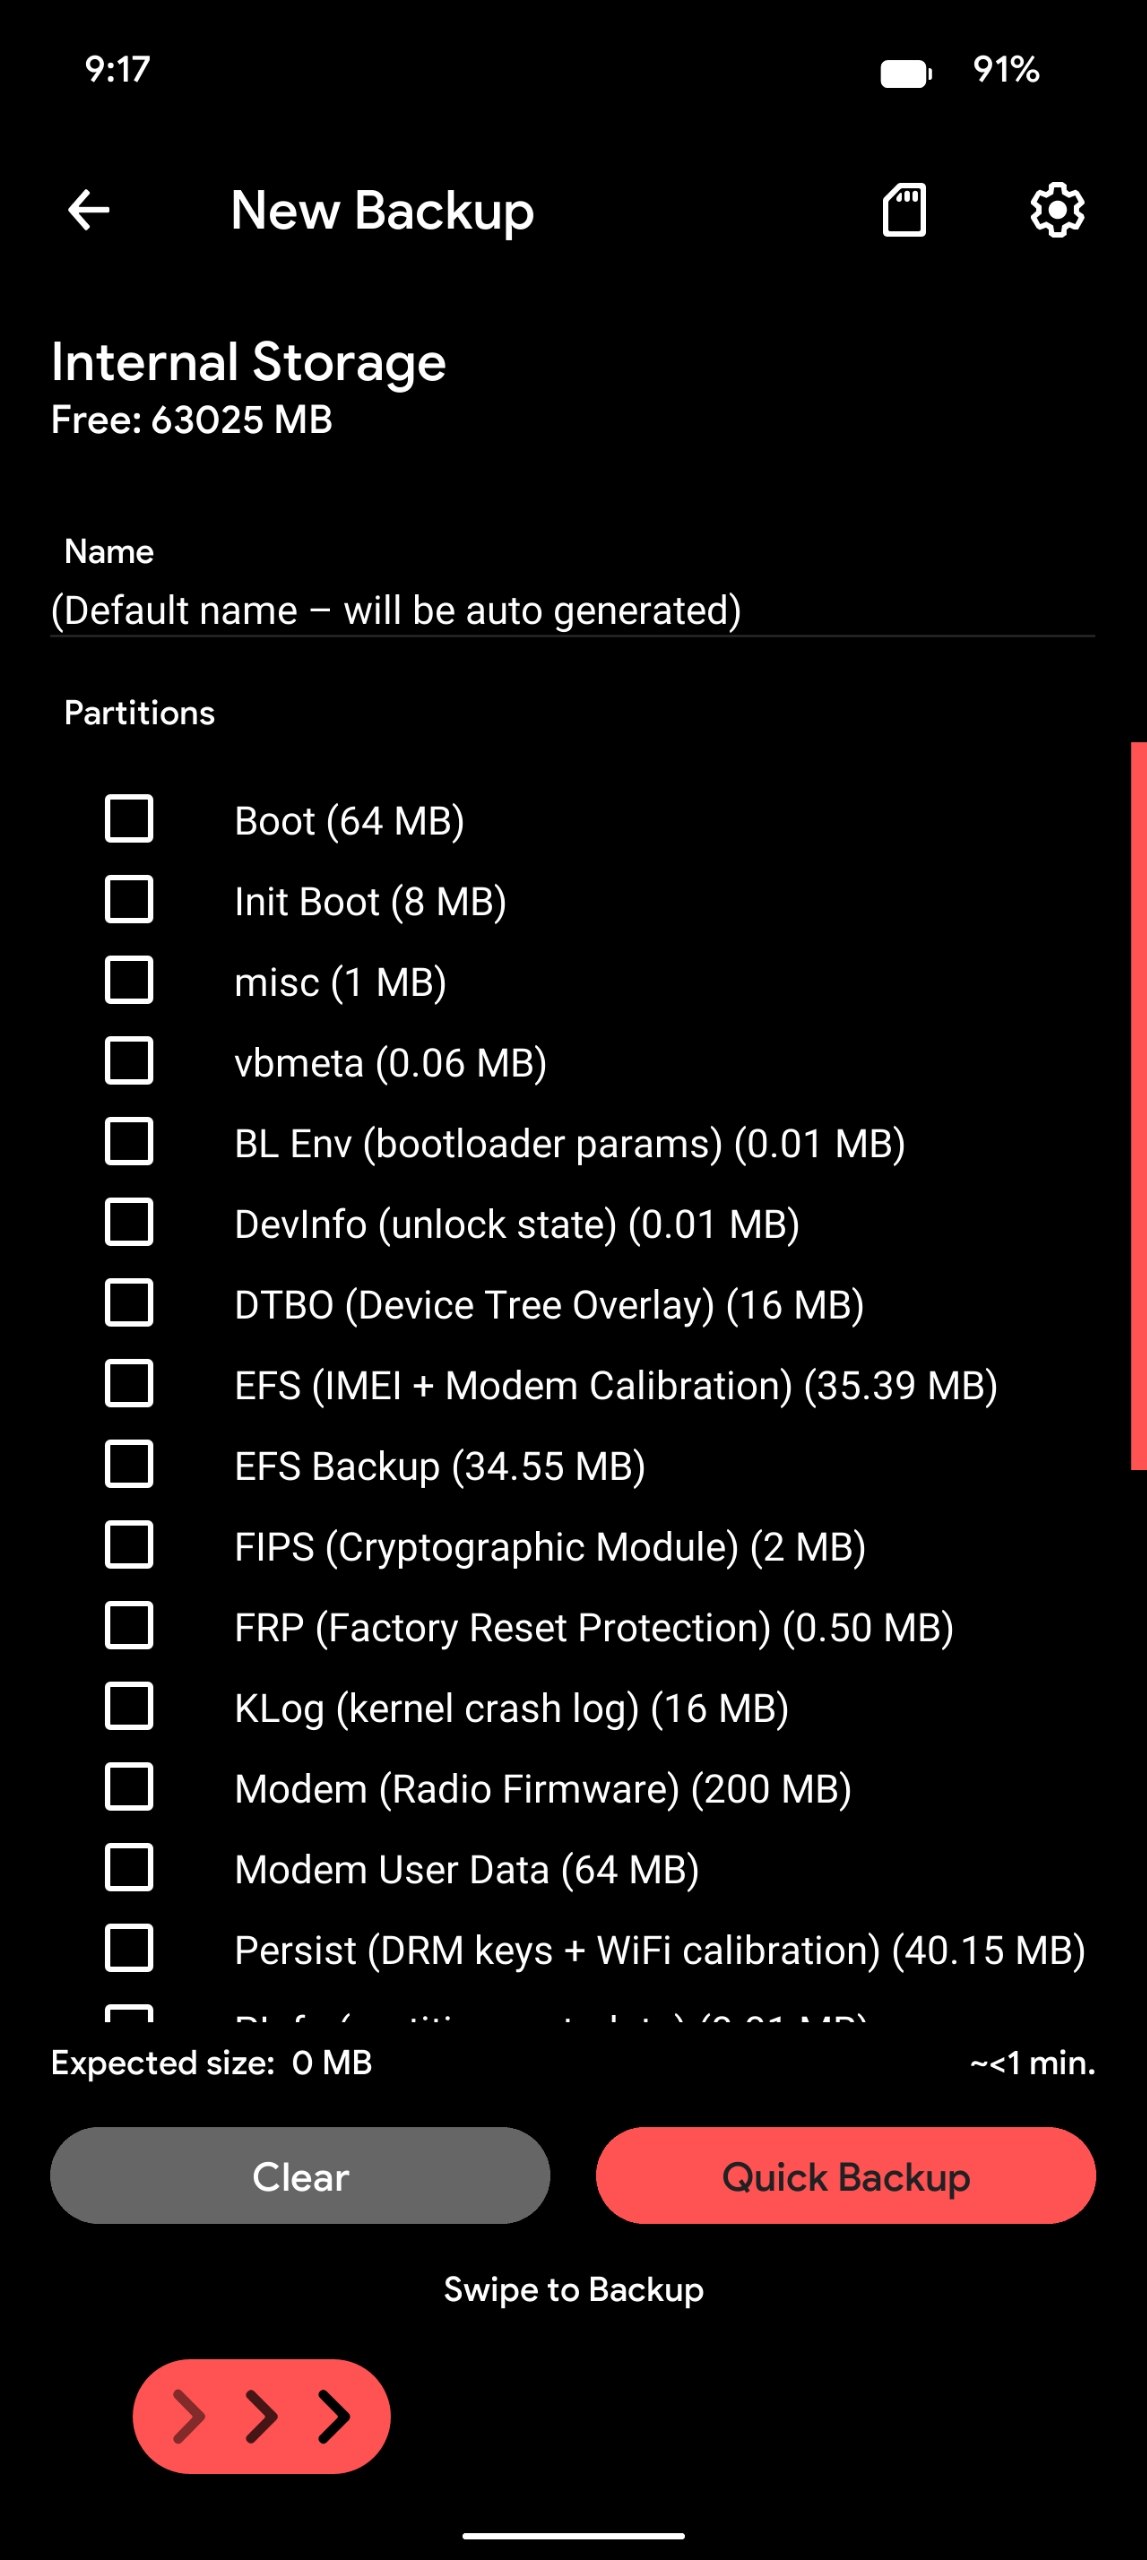 9:17
91%
New Backup
Internal Storage
Free: 63025 MB
Name
(Default name – will be auto generated)
Partitions
Boot (64 MB)
Init Boot (8 MB)
misc (1 MB)
vbmeta (0.06 MB)
BL Env (bootloader params) (0.01 MB)
DevInfo (unlock state) (0.01 MB)
DTBO (Device Tree Overlay) (16 MB)
EFS (IMEI + Modem Calibration) (35.39 MB)
EFS Backup (34.55 MB)
FIPS (Cryptographic Module) (2 MB)
FRP (Factory Reset Protection) (0.50 MB)
KLog (kernel crash log) (16 MB)
Modem (Radio Firmware) (200 MB)
Modem User Data (64 MB)
Persist (DRM keys + WiFi calibration) (40.15 MB)
Expected size: 0 MB
~<1 min.
Clear
Quick Backup
Swipe to Backup